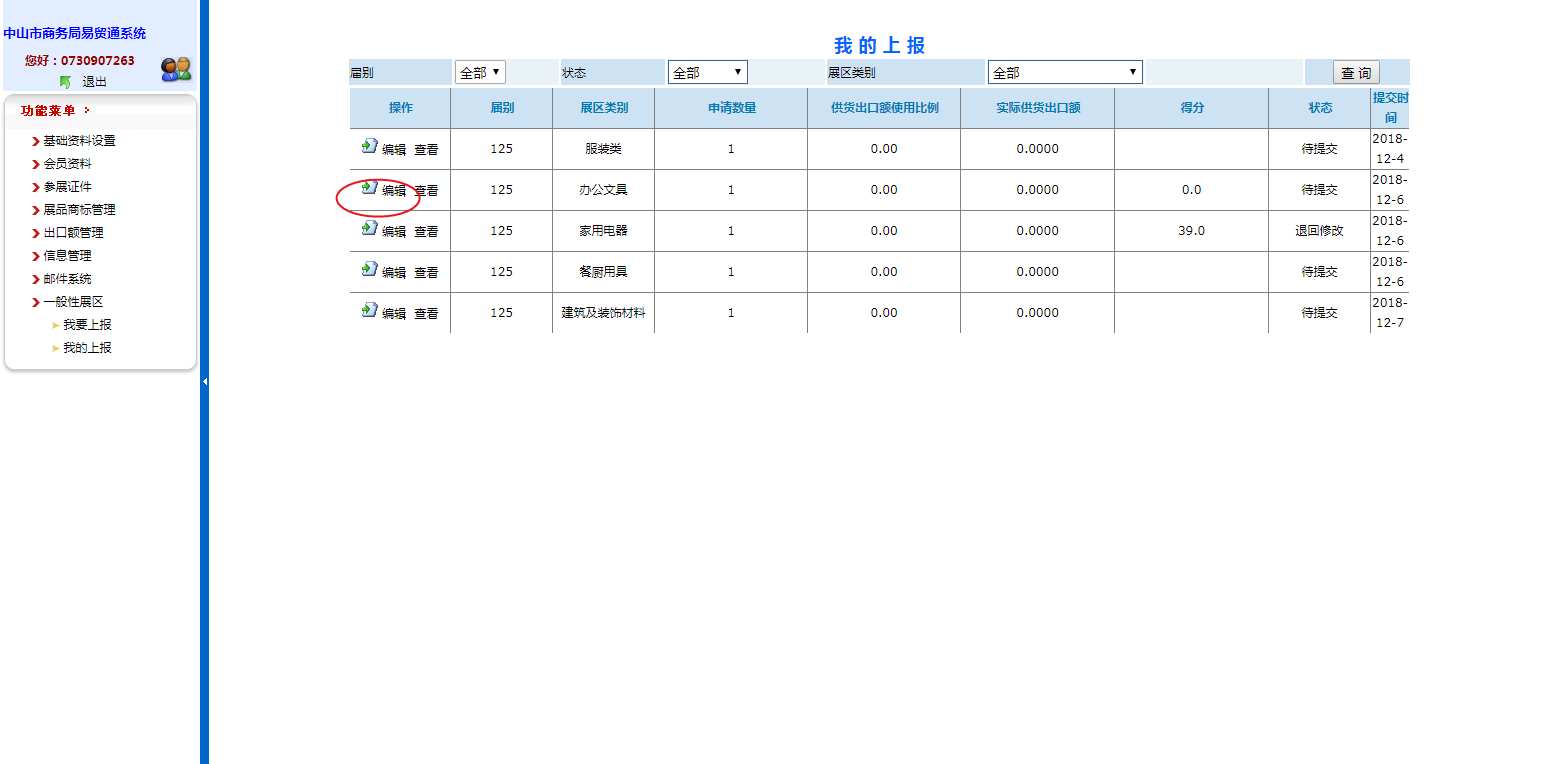 中山市商务局易贸通系统
您好：0730907263
退出
功能菜单
基础资料设置
会员资料
参展证件
展品商标管理
出口额管理
信息管理
邮件系统
一般性展区
我要上报
我的上报
我 的 上 报
届别 全部 状态 全部 展区类别 全部 查 询
操作 届别 展区类别 申请数量 供货出口额使用比例 实际供货出口额 得分 状态 提交时间
编辑 查看 125 服装类 1 0.00 0.0000 待提交 2018-12-4
编辑 查看 125 办公文具 1 0.00 0.0000 0.0 待提交 2018-12-6
编辑 查看 125 家用电器 1 0.00 0.0000 39.0 退回修改 2018-12-6
编辑 查看 125 餐厨用具 1 0.00 0.0000 待提交 2018-12-6
编辑 查看 125 建筑及装饰材料 1 0.00 0.0000 待提交 2018-12-7